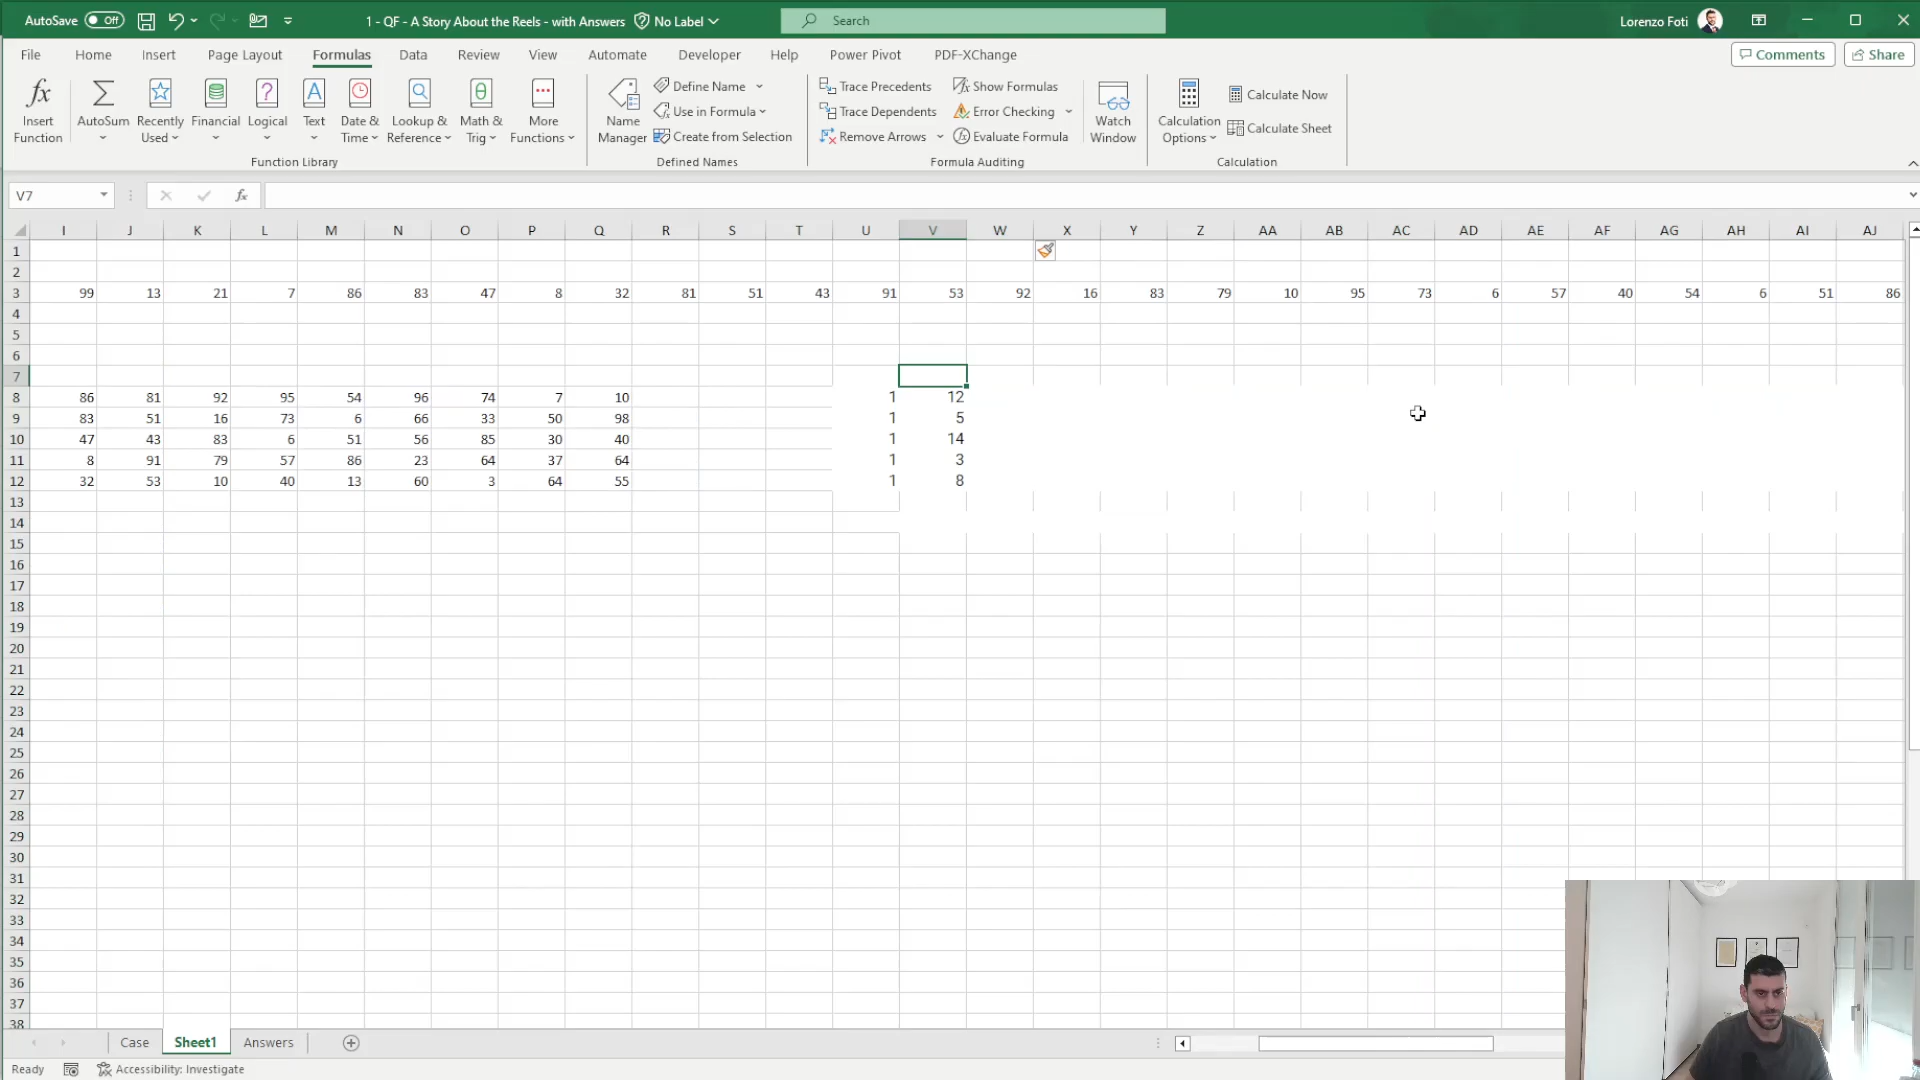 AutoSave Off 1 - QF - A Story About the Reels - with Answers No Label Search Lorenzo Foti
File Home Insert Page Layout Formulas Data Review View Automate Developer Help Power Pivot PDF-XChange Comments Share
Insert Function AutoSum Recently Used Financial Logical Text Date & Time Lookup & Reference Math & Trig More Functions
Function Library
Name Manager Define Name Use in Formula Create from Selection
Defined Names
Trace Precedents Show Formulas
Trace Dependents Error Checking
Remove Arrows Evaluate Formula
Watch Window
Formula Auditing
Calculation Options Calculate Now
Calculate Sheet
Calculation
V7 fx
I J K L M N O P Q R S T U V W X Y Z AA AB AC AD AE AF AG AH AI AJ
1
2
3 99 13 21 7 86 83 47 8 32 81 51 43 91 53 92 16 83 79 10 95 73 6 57 40 54 6 51 86
4
5
6
7
8 86 81 92 95 54 96 74 7 10 1 12
9 83 51 16 73 6 66 33 50 98 1 5
10 47 43 83 6 51 56 85 30 40 1 14
11 8 91 79 57 86 23 64 37 64 1 3
12 32 53 10 40 13 60 3 64 55 1 8
13
14
15
16
17
18
19
20
21
22
23
24
25
26
27
28
29
30
31
32
33
34
35
36
37
38
Case Sheet1 Answers
Ready Accessibility: Investigate